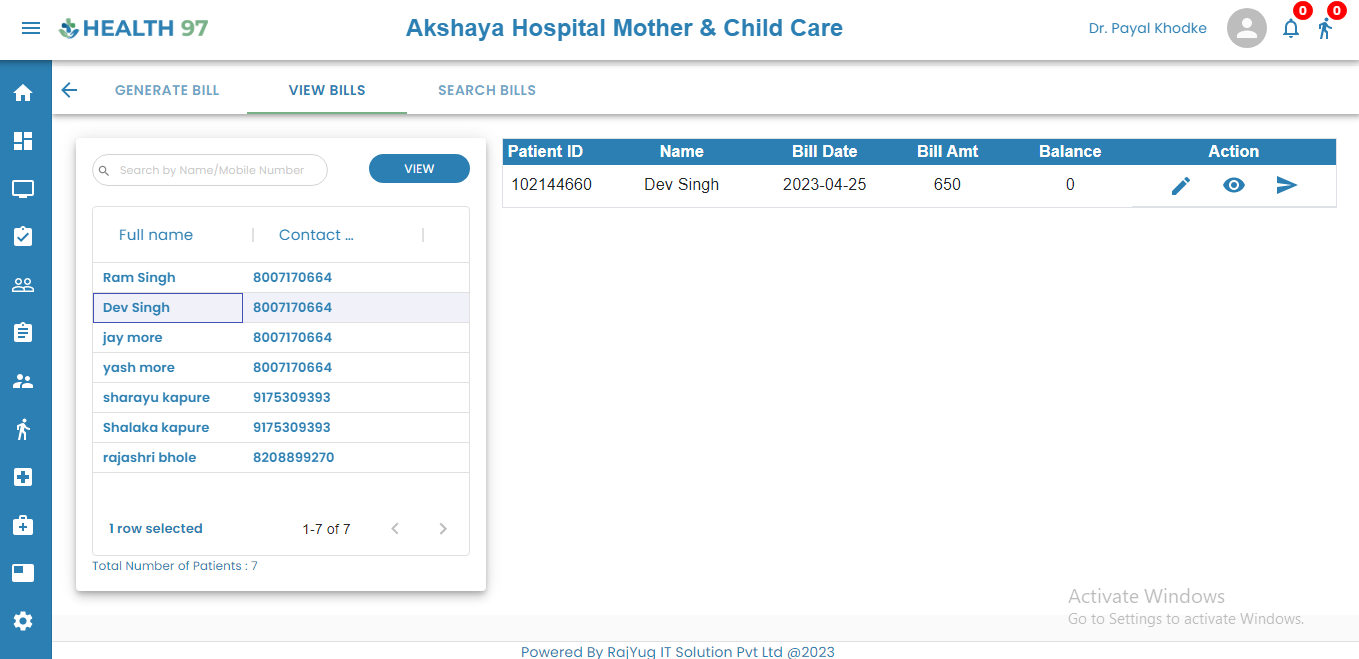 HEALTH 97
Akshaya Hospital Mother & Child Care
Dr. Payal Khodke
0
0
GENERATE BILL
VIEW BILLS
SEARCH BILLS
Search by Name/Mobile Number
VIEW
Full name
Contact ...
Ram Singh 8007170664
Dev Singh 8007170664
jay more 8007170664
yash more 8007170664
sharayu kapure 9175309393
Shalaka kapure 9175309393
rajashri bhole 8208899270
1 row selected
1-7 of 7
Total Number of Patients : 7
Patient ID Name Bill Date Bill Amt Balance Action
102144660 Dev Singh 2023-04-25 650 0
Activate Windows
Go to Settings to activate Windows.
Powered By RajYug IT Solution Pvt Ltd @2023